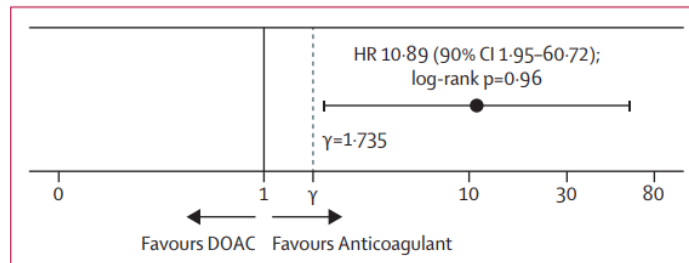 HR 10·89 (90% CI 1·95–60·72);
log-rank p=0·96
γ=1·735
0 1 γ 10 30 80
Favours DOAC Favours Anticoagulant